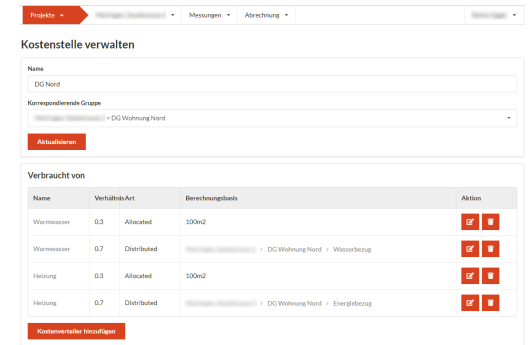 Projekte
Messungen
Abrechnung
Kostenstelle verwalten
Name
DG Nord
Korrespondierende Gruppe
> DG Wohnung Nord
Aktualisieren
Verbraucht von
Name Verhältnis Art Berechnungsbasis Aktion
Warmwasser 0.3 Allocated 100m2
Warmwasser 0.7 Distributed > DG Wohnung Nord > Wasserbezug
Heizung 0.3 Allocated 100m2
Heizung 0.7 Distributed > DG Wohnung Nord > Energiebezug
Kostenverteiler hinzufügen